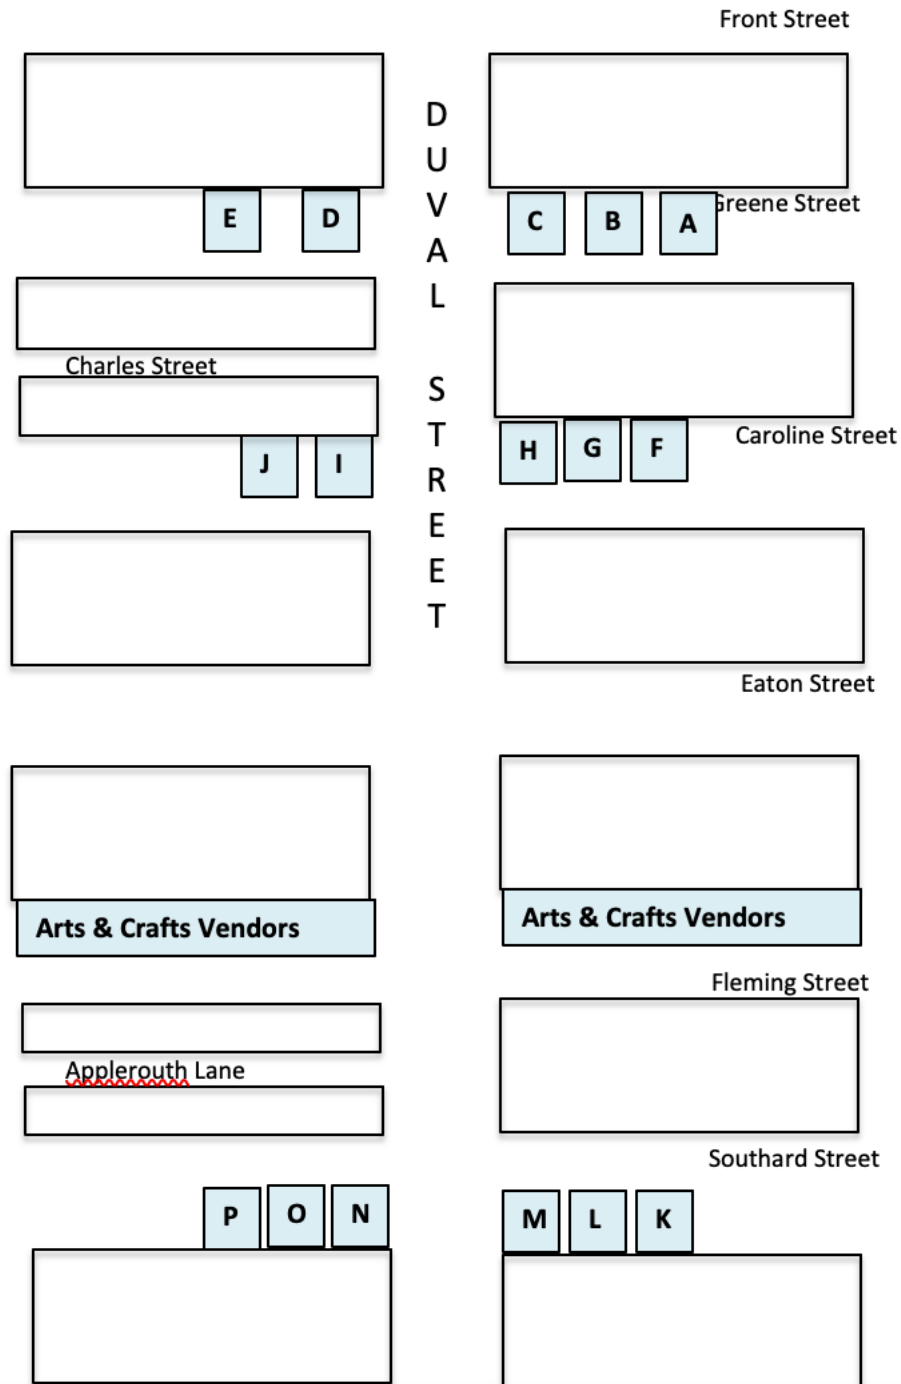 Front Street
DUVAL STREET
E D C B A Greene Street
Charles Street
J I H G F Caroline Street
Eaton Street
Arts & Crafts Vendors Arts & Crafts Vendors
Fleming Street
Applerouth Lane
Southard Street
P O N M L K